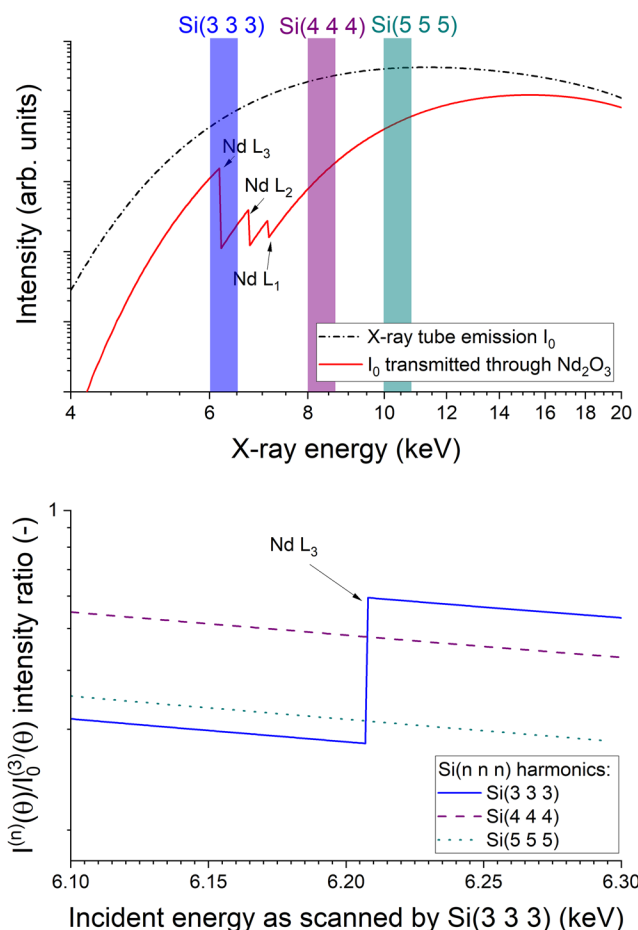 Si(3 3 3) Si(4 4 4) Si(5 5 5)
Intensity (arb. units)
Nd L₃
Nd L₂
Nd L₁
X-ray tube emission I₀
I₀ transmitted through Nd₂O₃
4 6 8 10 12 14 16 18 20
X-ray energy (keV)
I⁽ⁿ⁾(θ)/I₀⁽³⁾(θ) intensity ratio (-)
1
Nd L₃
Si(n n n) harmonics:
Si(3 3 3)
Si(4 4 4)
Si(5 5 5)
6.10 6.15 6.20 6.25 6.30
Incident energy as scanned by Si(3 3 3) (keV)